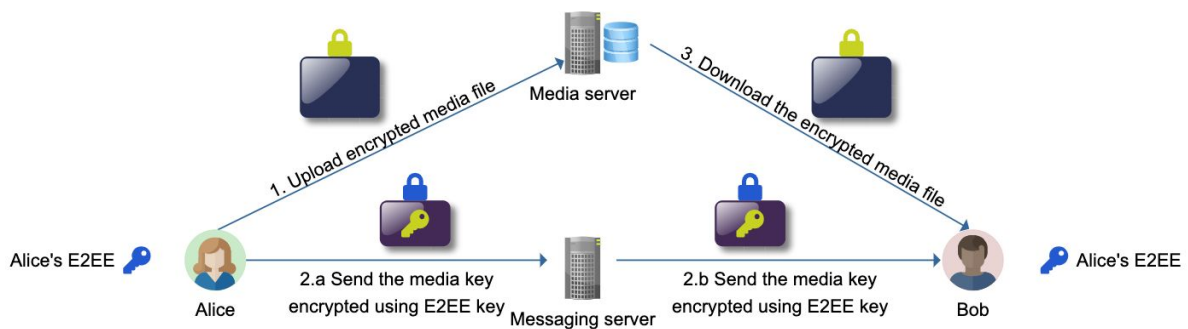 1. Upload encrypted media file
Media server
3. Download the encrypted media file
Alice's E2EE
Alice
2.a Send the media key
encrypted using E2EE key
Messaging server
2.b Send the media key
encrypted using E2EE key
Bob
Alice's E2EE